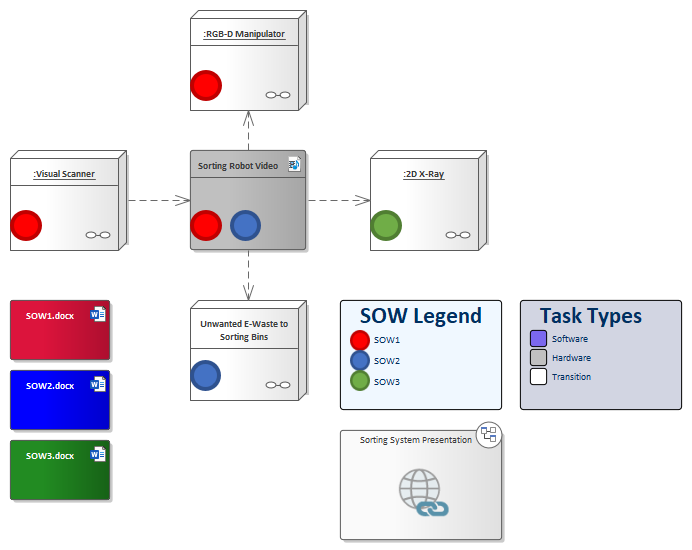 :RGB-D Manipulator
:Visual Scanner
Sorting Robot Video
:2D X-Ray
Unwanted E-Waste to
Sorting Bins
SOW1.docx
SOW2.docx
SOW3.docx
SOW Legend
SOW1
SOW2
SOW3
Task Types
Software
Hardware
Transition
Sorting System Presentation